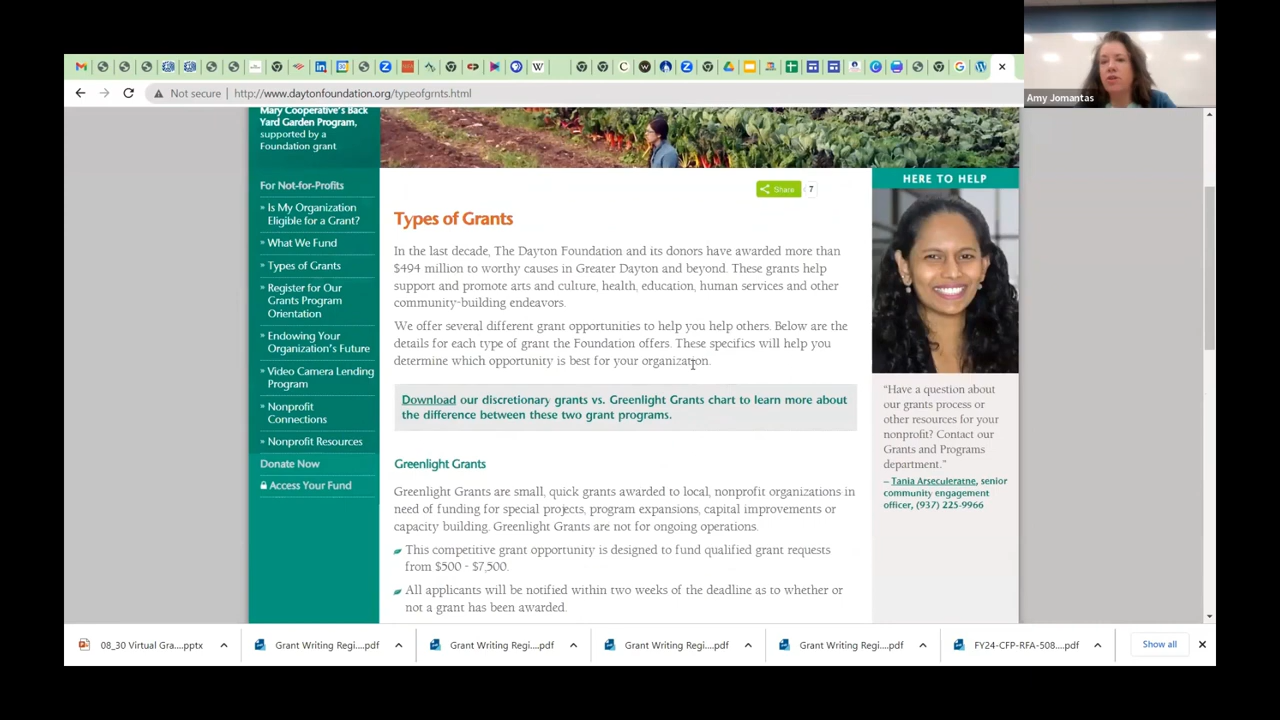 Amy Jomantas
Not secure
http://www.daytonfoundation.org/typeofgrnts.html
Mary Cooperative's Back
Yard Garden Program,
supported by a
Foundation grant
For Not-for-Profits
» Is My Organization
Eligible for a Grant?
» What We Fund
» Types of Grants
» Register for Our
Grants Program
Orientation
» Endowing Your
Organization's Future
» Video Camera Lending
Program
» Nonprofit
Connections
» Nonprofit Resources
Donate Now
Access Your Fund
Share 7
Types of Grants
In the last decade, The Dayton Foundation and its donors have awarded more than
$494 million to worthy causes in Greater Dayton and beyond. These grants help
support and promote arts and culture, health, education, human services and other
community-building endeavors.
We offer several different grant opportunities to help you help others. Below are the
details for each type of grant the Foundation offers. These specifics will help you
determine which opportunity is best for your organization.
Download our discretionary grants vs. Greenlight Grants chart to learn more about
the difference between these two grant programs.
Greenlight Grants
Greenlight Grants are small, quick grants awarded to local, nonprofit organizations in
need of funding for special projects, program expansions, capital improvements or
capacity building. Greenlight Grants are not for ongoing operations.
This competitive grant opportunity is designed to fund qualified grant requests
from $500 - $7,500.
All applicants will be notified within two weeks of the deadline as to whether or
not a grant has been awarded.
HERE TO HELP
"Have a question about
our grants process or
other resources for your
nonprofit? Contact our
Grants and Programs
department."
– Tania Arseculeratne, senior
community engagement
officer, (937) 225-9966
08_30 Virtual Gra....pptx
Grant Writing Regi....pdf
Grant Writing Regi....pdf
Grant Writing Regi....pdf
Grant Writing Regi....pdf
FY24-CFP-RFA-508....pdf
Show all